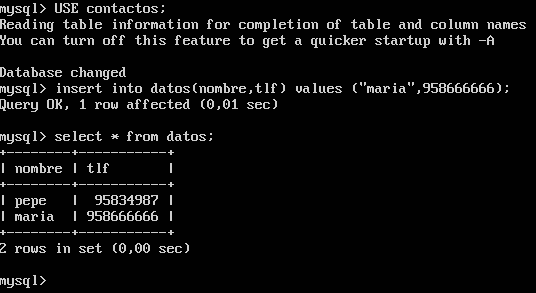 mysql> USE contactos;
Reading table information for completion of table and column names
You can turn off this feature to get a quicker startup with -A
Database changed
mysql> insert into datos(nombre,tlf) values ("maria",958666666);
Query OK, 1 row affected (0,01 sec)
mysql> select * from datos;
+--------+-----------+
| nombre | tlf       |
+--------+-----------+
| pepe   |  95834987 |
| maria  | 958666666 |
+--------+-----------+
2 rows in set (0,00 sec)
mysql>